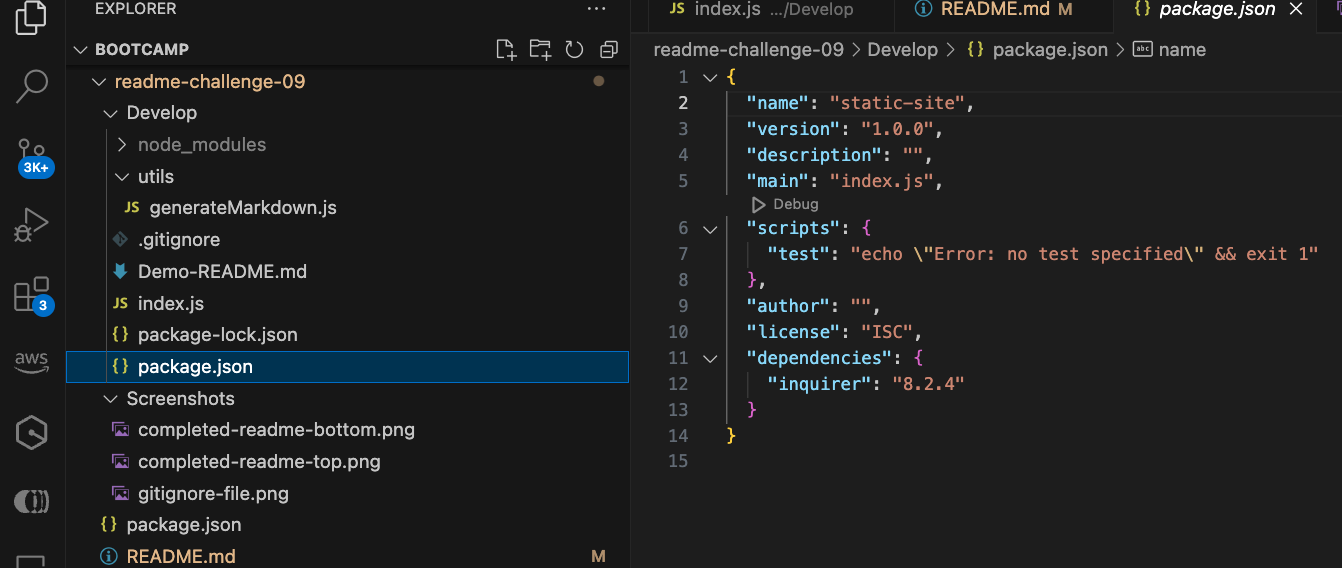 EXPLORER
BOOTCAMP
readme-challenge-09
Develop
node_modules
utils
JS generateMarkdown.js
.gitignore
Demo-README.md
JS index.js
{} package-lock.json
{} package.json
Screenshots
completed-readme-bottom.png
completed-readme-top.png
gitignore-file.png
{} package.json
README.md M
3K+
3
aws
JS index.js .../Develop
README.md M
{} package.json
readme-challenge-09 > Develop > {} package.json > abc name
1 {
2 "name": "static-site",
3 "version": "1.0.0",
4 "description": "",
5 "main": "index.js",
Debug
6 "scripts": {
7 "test": "echo \"Error: no test specified\" && exit 1"
8 },
9 "author": "",
10 "license": "ISC",
11 "dependencies": {
12 "inquirer": "8.2.4"
13 }
14 }
15